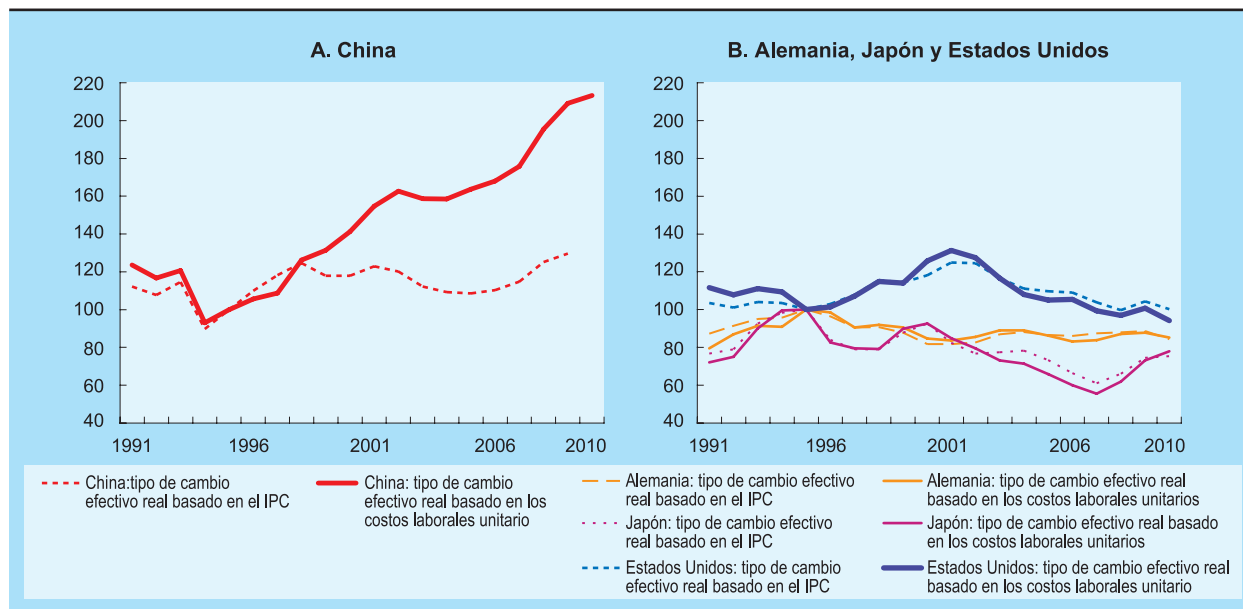 A. China
220
200
180
160
140
120
100
80
60
40
1991 1996 2001 2006 2010
B. Alemania, Japón y Estados Unidos
220
200
180
160
140
120
100
80
60
40
1991 1996 2001 2006 2010
China:tipo de cambio
efectivo real basado en el IPC
China: tipo de cambio
efectivo real basado en los
costos laborales unitario
Alemania: tipo de cambio efectivo
real basado en el IPC
Alemania: tipo de cambio efectivo real
basado en los costos laborales unitarios
Japón: tipo de cambio efectivo
real basado en el IPC
Japón: tipo de cambio efectivo real basado
en los costos laborales unitarios
Estados Unidos: tipo de cambio
efectivo real basado en el IPC
Estados Unidos: tipo de cambio efectivo real
basado en los costos laborales unitario